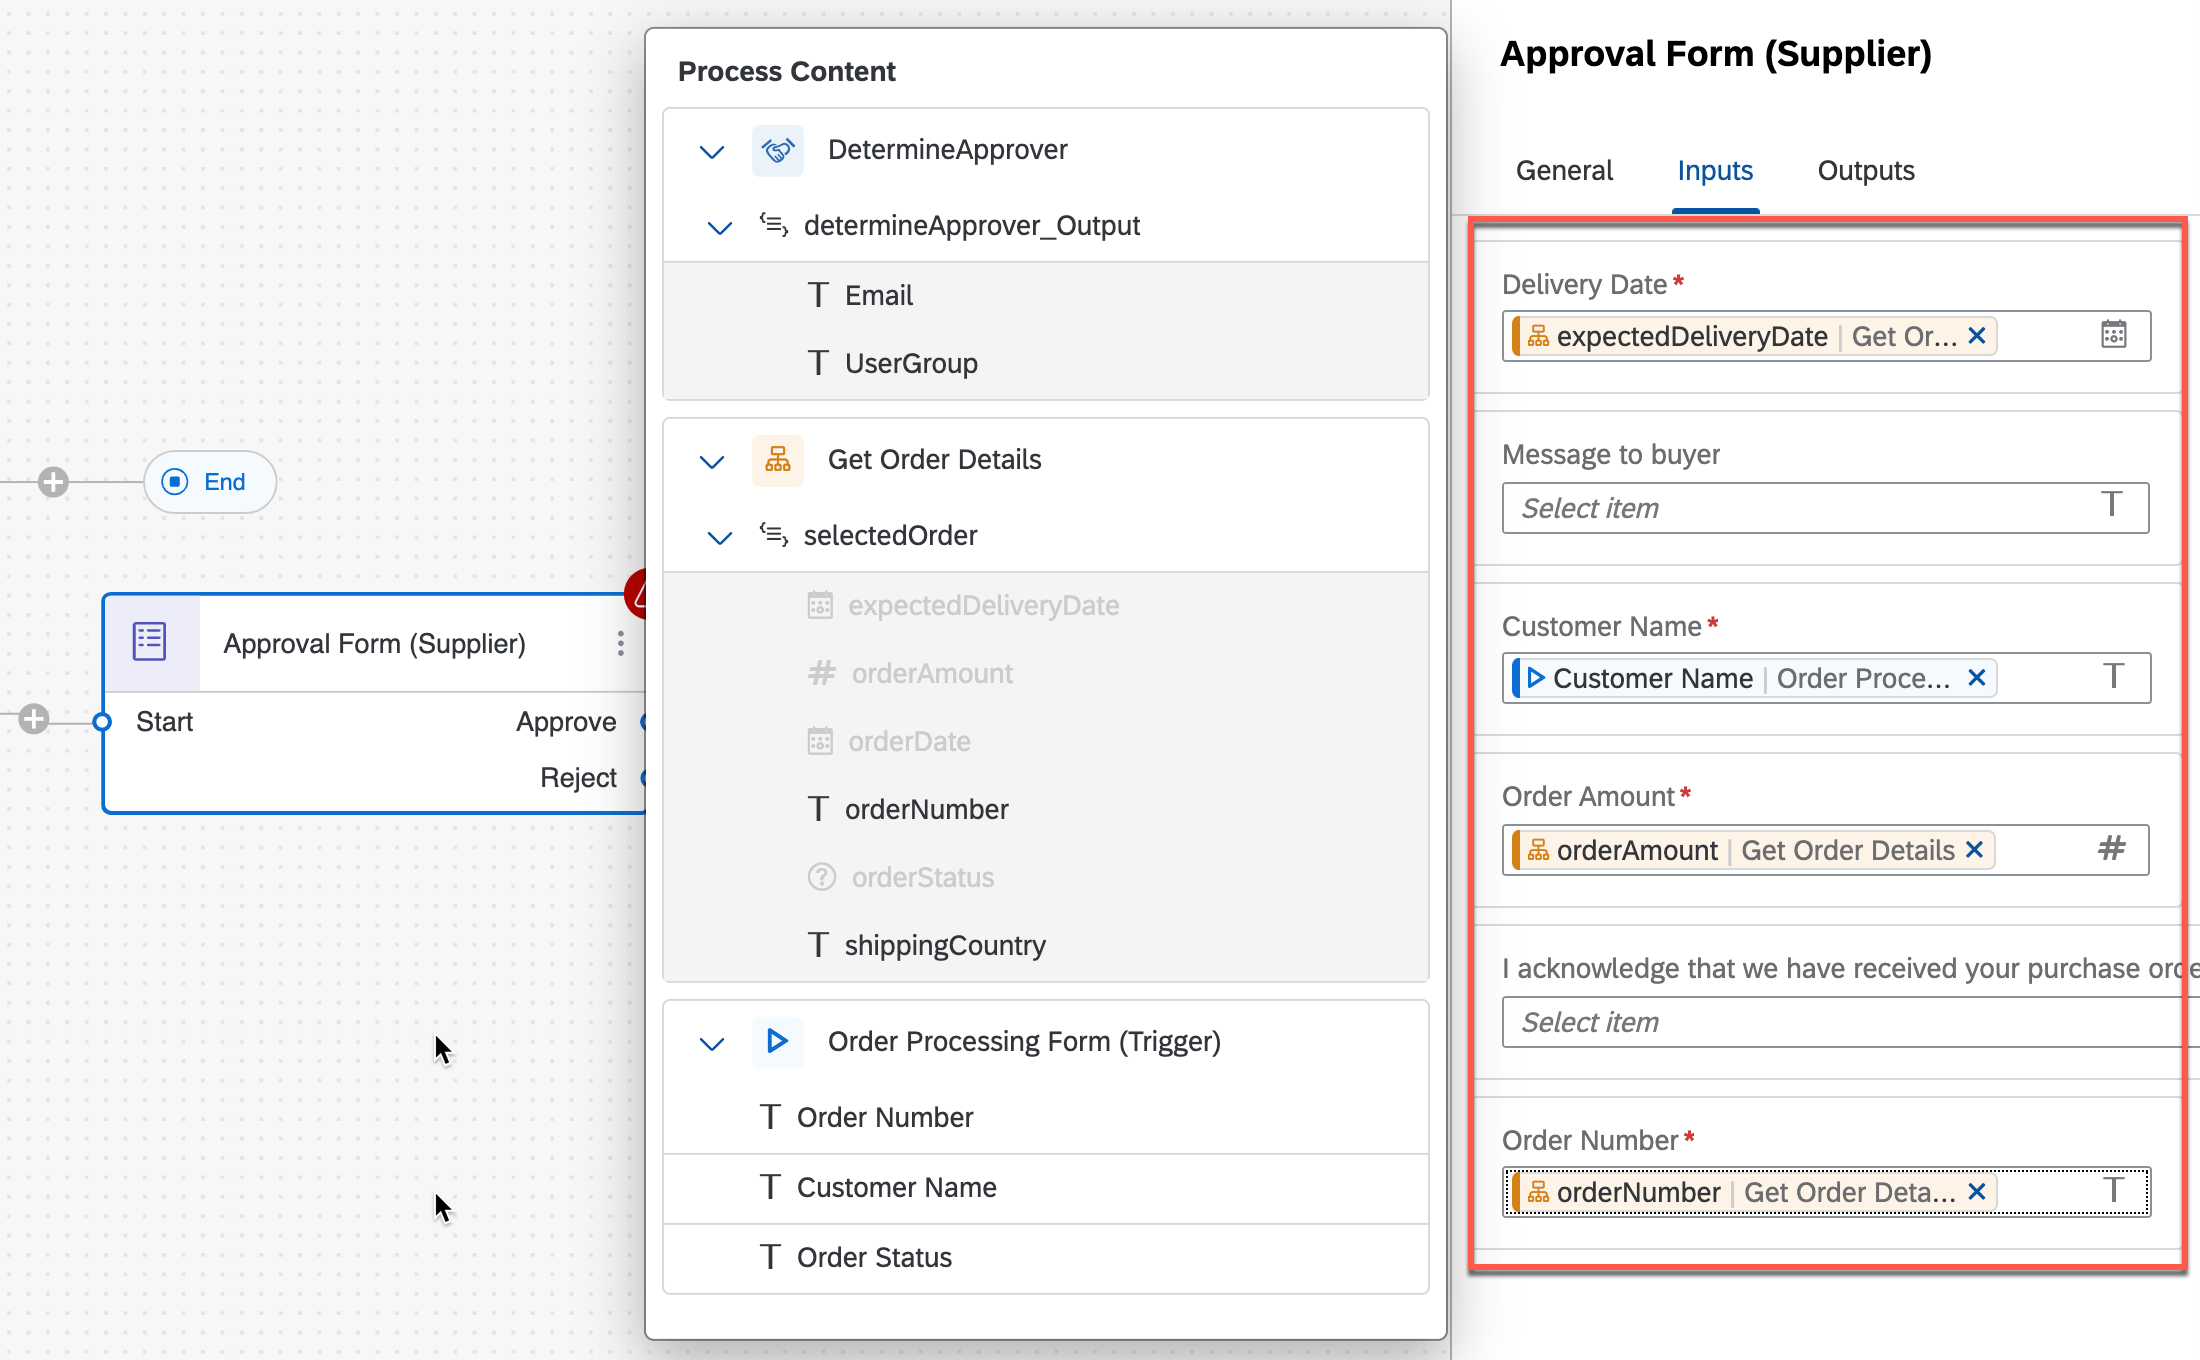 End
Approval Form (Supplier)
Start
Approve
Reject
Process Content
DetermineApprover
determineApprover_Output
T Email
T UserGroup
Get Order Details
selectedOrder
expectedDeliveryDate
# orderAmount
orderDate
T orderNumber
? orderStatus
T shippingCountry
Order Processing Form (Trigger)
T Order Number
T Customer Name
T Order Status
Approval Form (Supplier)
General Inputs Outputs
Delivery Date*
expectedDeliveryDate | Get Or...
Message to buyer
Select item T
Customer Name*
Customer Name | Order Proce... T
Order Amount*
orderAmount | Get Order Details #
I acknowledge that we have received your purchase orde
Select item
Order Number*
orderNumber | Get Order Deta... T